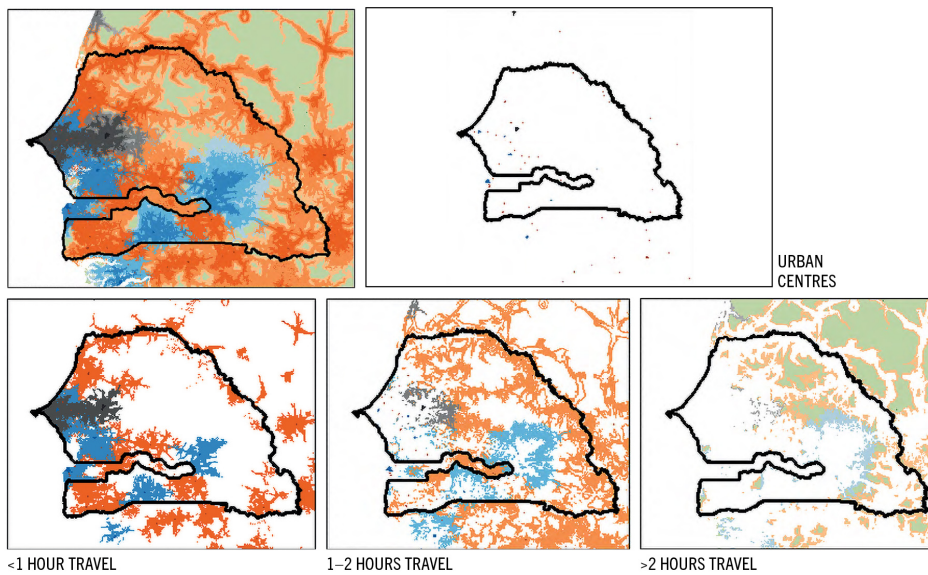 URBAN
CENTRES
<1 HOUR TRAVEL
1–2 HOURS TRAVEL
>2 HOURS TRAVEL